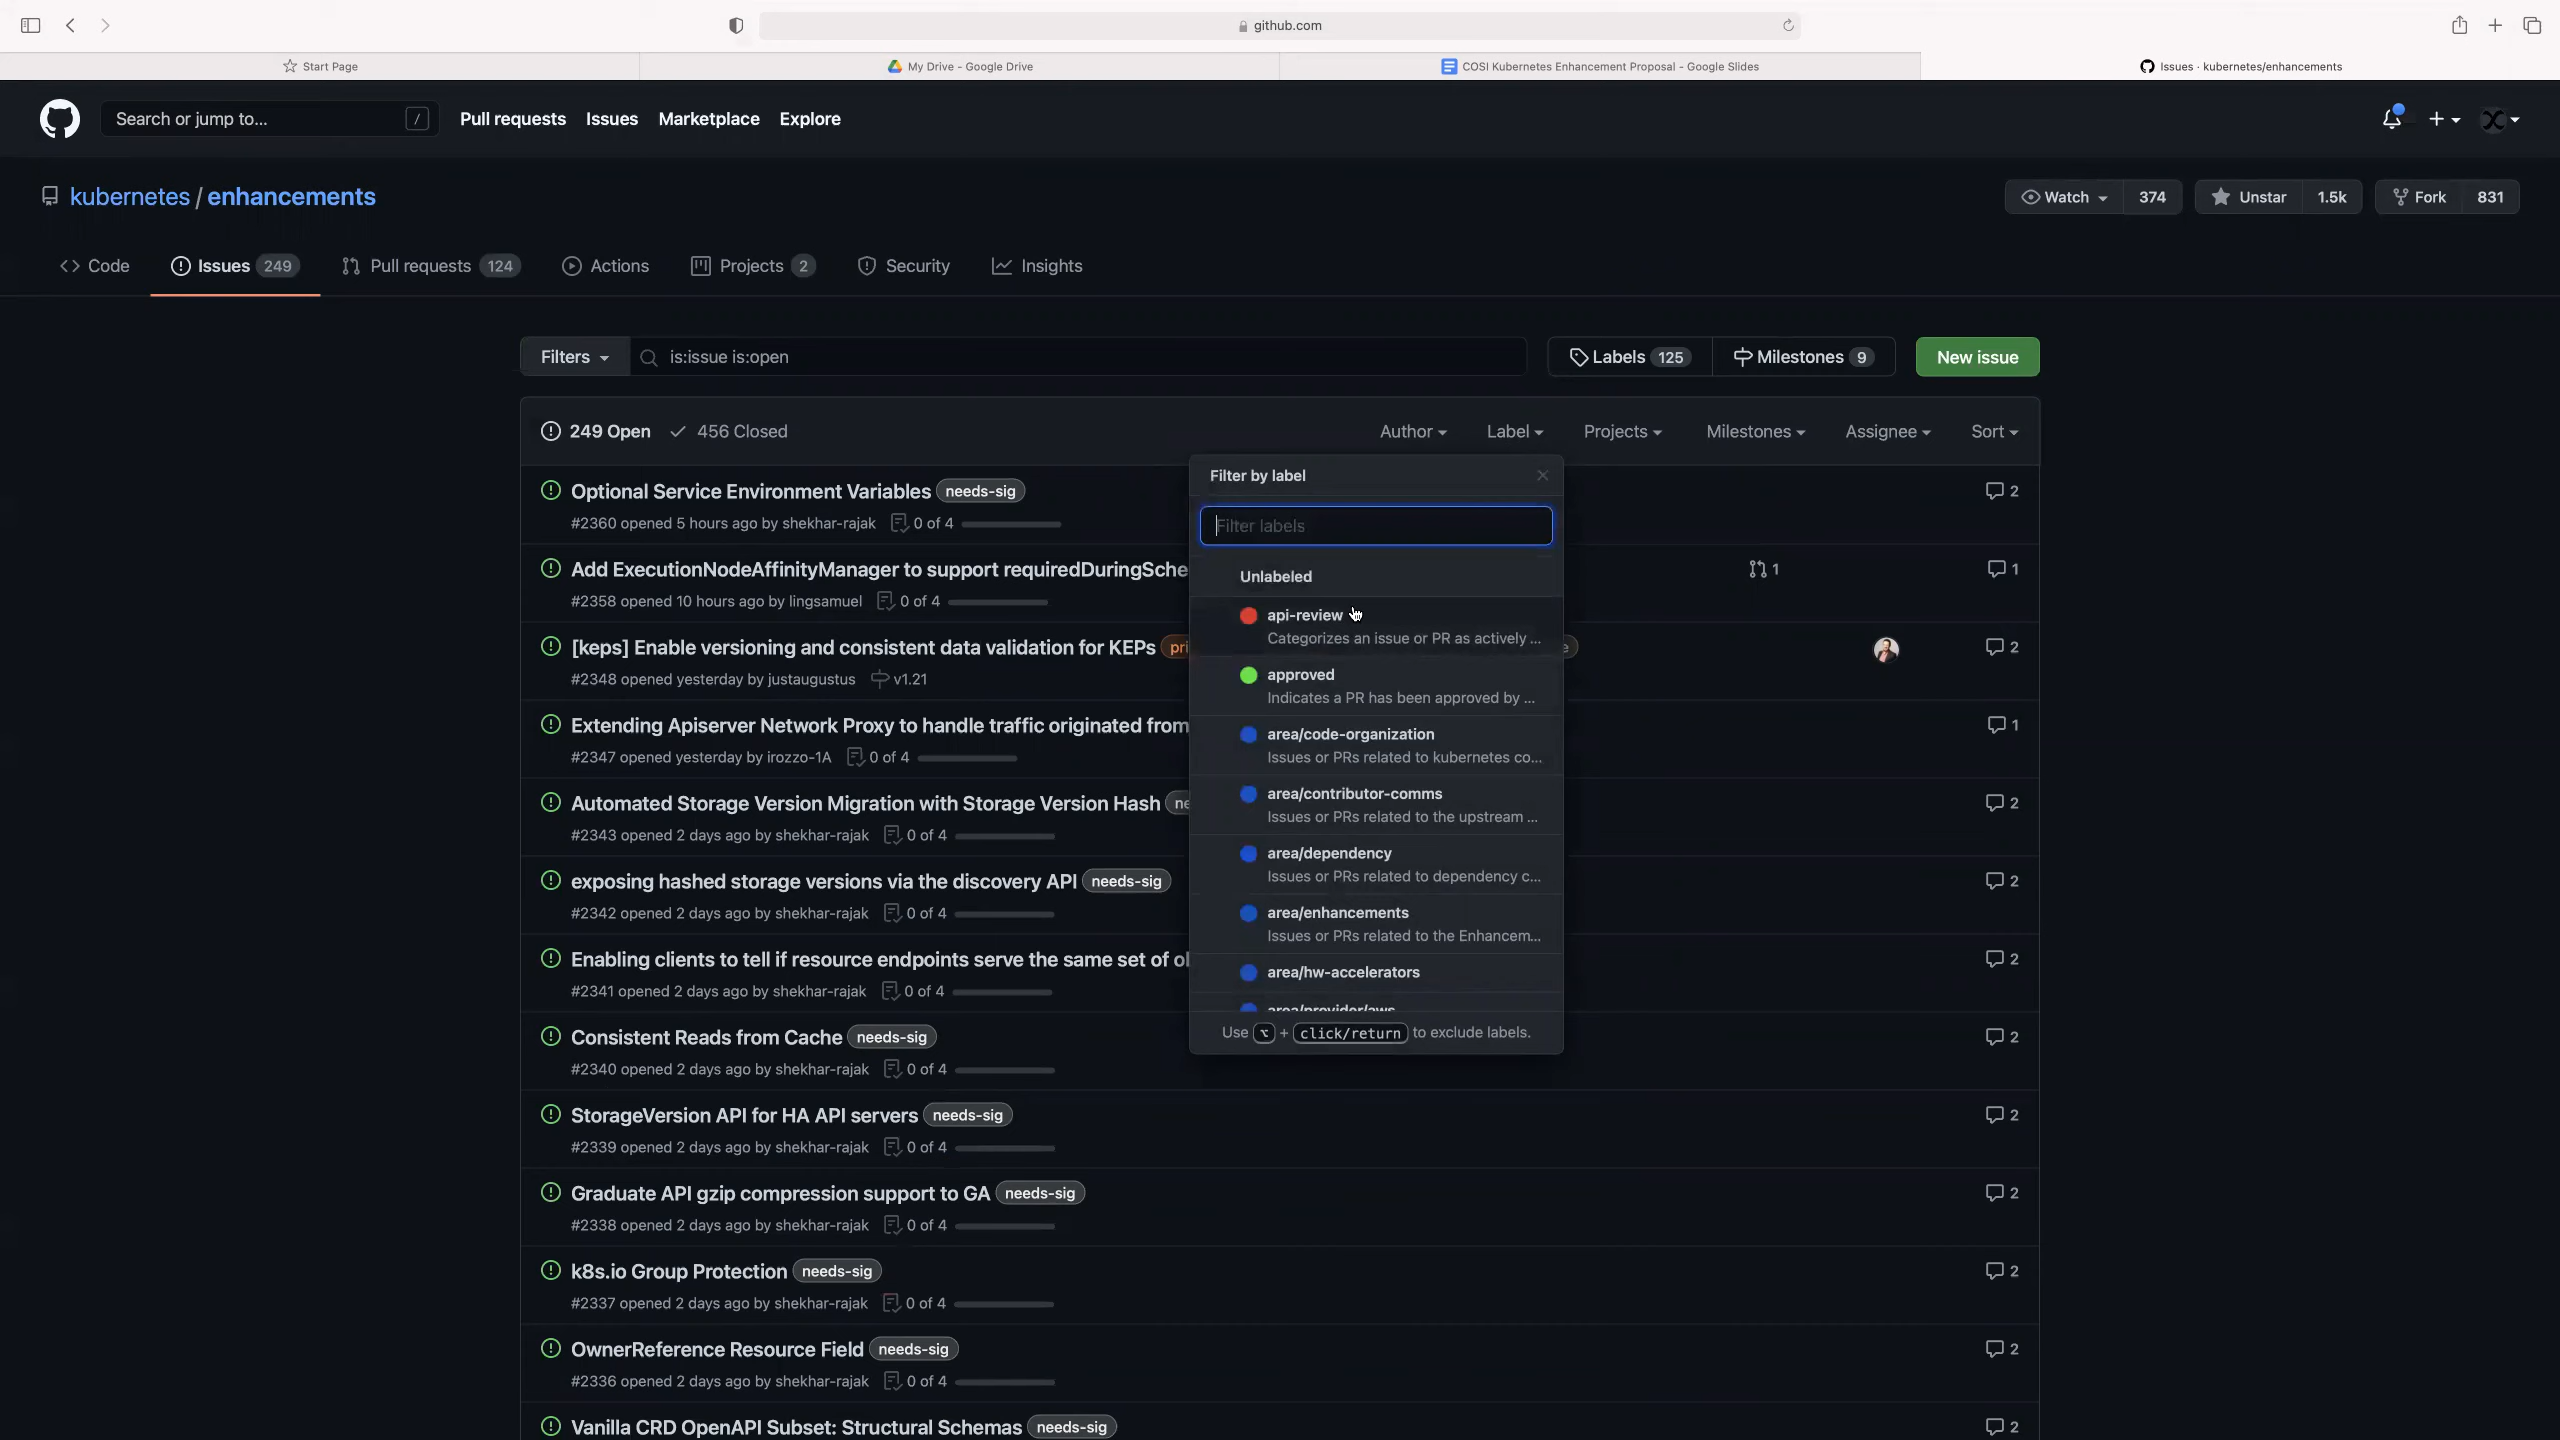 github.com
Start Page
My Drive - Google Drive
COSI Kubernetes Enhancement Proposal - Google Slides
Issues · kubernetes/enhancements
Search or jump to... /
Pull requests Issues Marketplace Explore
kubernetes / enhancements
Watch 374
Unstar 1.5k
Fork 831
Code
Issues 249
Pull requests 124
Actions
Projects 2
Security
Insights
Filters
is:issue is:open
Labels 125
Milestones 9
New issue
249 Open 456 Closed
Author Label Projects Milestones Assignee Sort
Optional Service Environment Variables needs-sig 2
#2360 opened 5 hours ago by shekhar-rajak 0 of 4
Add ExecutionNodeAffinityManager to support requiredDuringSche 1 1
#2358 opened 10 hours ago by lingsamuel 0 of 4
[keps] Enable versioning and consistent data validation for KEPs pri e 2
#2348 opened yesterday by justaugustus v1.21
Extending Apiserver Network Proxy to handle traffic originated from 1
#2347 opened yesterday by irozzo-1A 0 of 4
Automated Storage Version Migration with Storage Version Hash ne 2
#2343 opened 2 days ago by shekhar-rajak 0 of 4
exposing hashed storage versions via the discovery API needs-sig 2
#2342 opened 2 days ago by shekhar-rajak 0 of 4
Enabling clients to tell if resource endpoints serve the same set of ob 2
#2341 opened 2 days ago by shekhar-rajak 0 of 4
Consistent Reads from Cache needs-sig 2
#2340 opened 2 days ago by shekhar-rajak 0 of 4
StorageVersion API for HA API servers needs-sig 2
#2339 opened 2 days ago by shekhar-rajak 0 of 4
Graduate API gzip compression support to GA needs-sig 2
#2338 opened 2 days ago by shekhar-rajak 0 of 4
k8s.io Group Protection needs-sig 2
#2337 opened 2 days ago by shekhar-rajak 0 of 4
OwnerReference Resource Field needs-sig 2
#2336 opened 2 days ago by shekhar-rajak 0 of 4
Vanilla CRD OpenAPI Subset: Structural Schemas needs-sig 2
Filter by label
Filter labels
Unlabeled
api-review
Categorizes an issue or PR as actively ...
approved
Indicates a PR has been approved by ...
area/code-organization
Issues or PRs related to kubernetes co...
area/contributor-comms
Issues or PRs related to the upstream ...
area/dependency
Issues or PRs related to dependency c...
area/enhancements
Issues or PRs related to the Enhancem...
area/hw-accelerators
area/provider/aws
Use ⌥ + click/return to exclude labels.